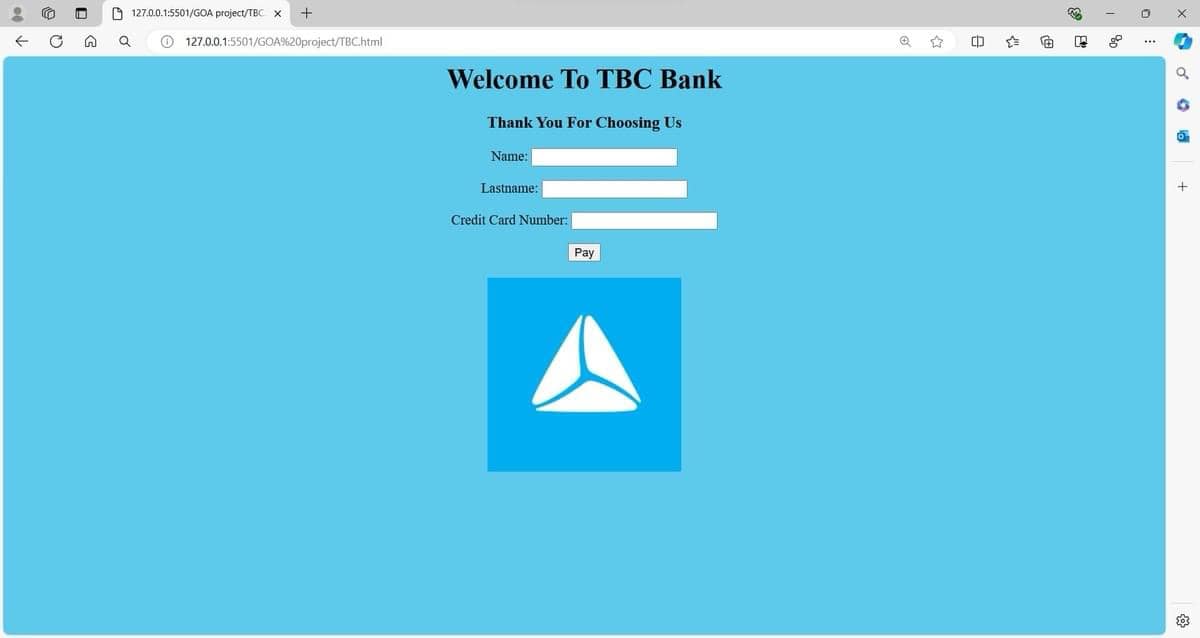 127.0.0.1:5501/GOA project/TBC.
127.0.0.1:5501/GOA%20project/TBC.html
Welcome To TBC Bank
Thank You For Choosing Us
Name:
Lastname:
Credit Card Number:
Pay